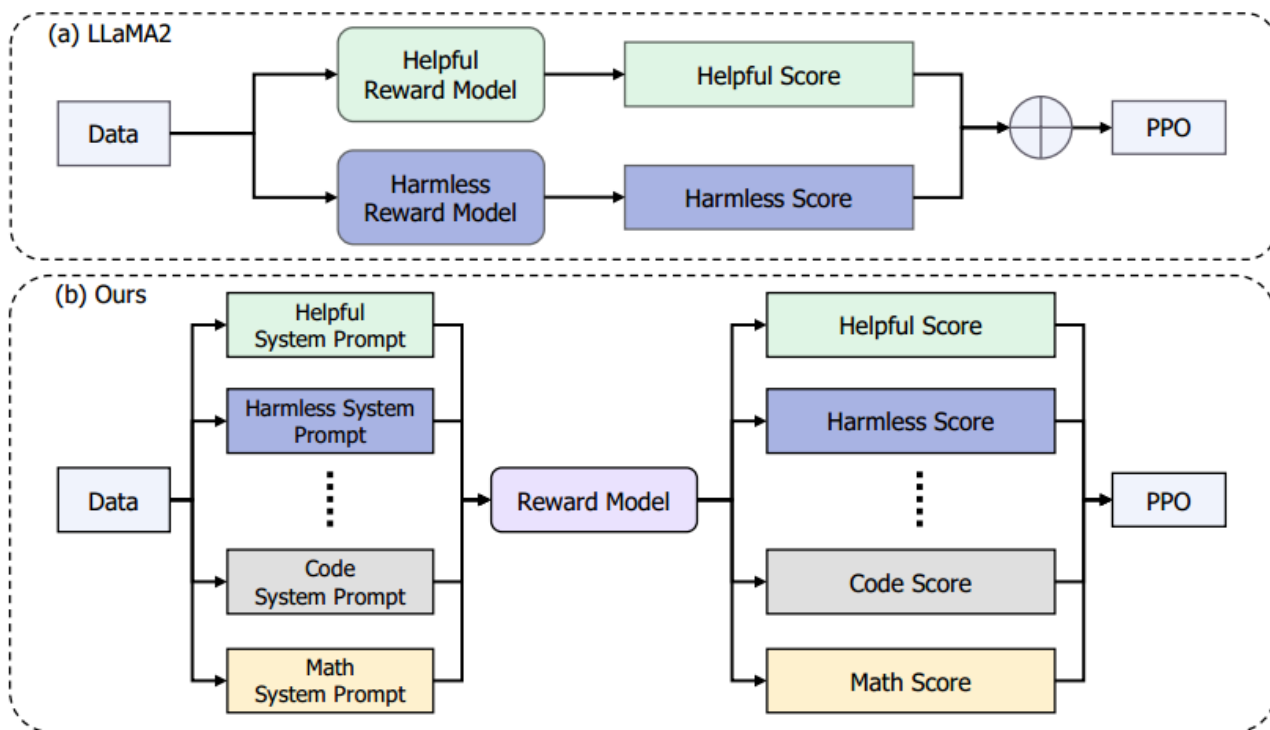 (a) LLaMA2
Helpful
Reward Model
Helpful Score
Data
PPO
Harmless
Reward Model
Harmless Score
(b) Ours
Helpful
System Prompt
Helpful Score
Harmless System
Prompt
Harmless Score
Data
Reward Model
PPO
Code
System Prompt
Code Score
Math
System Prompt
Math Score